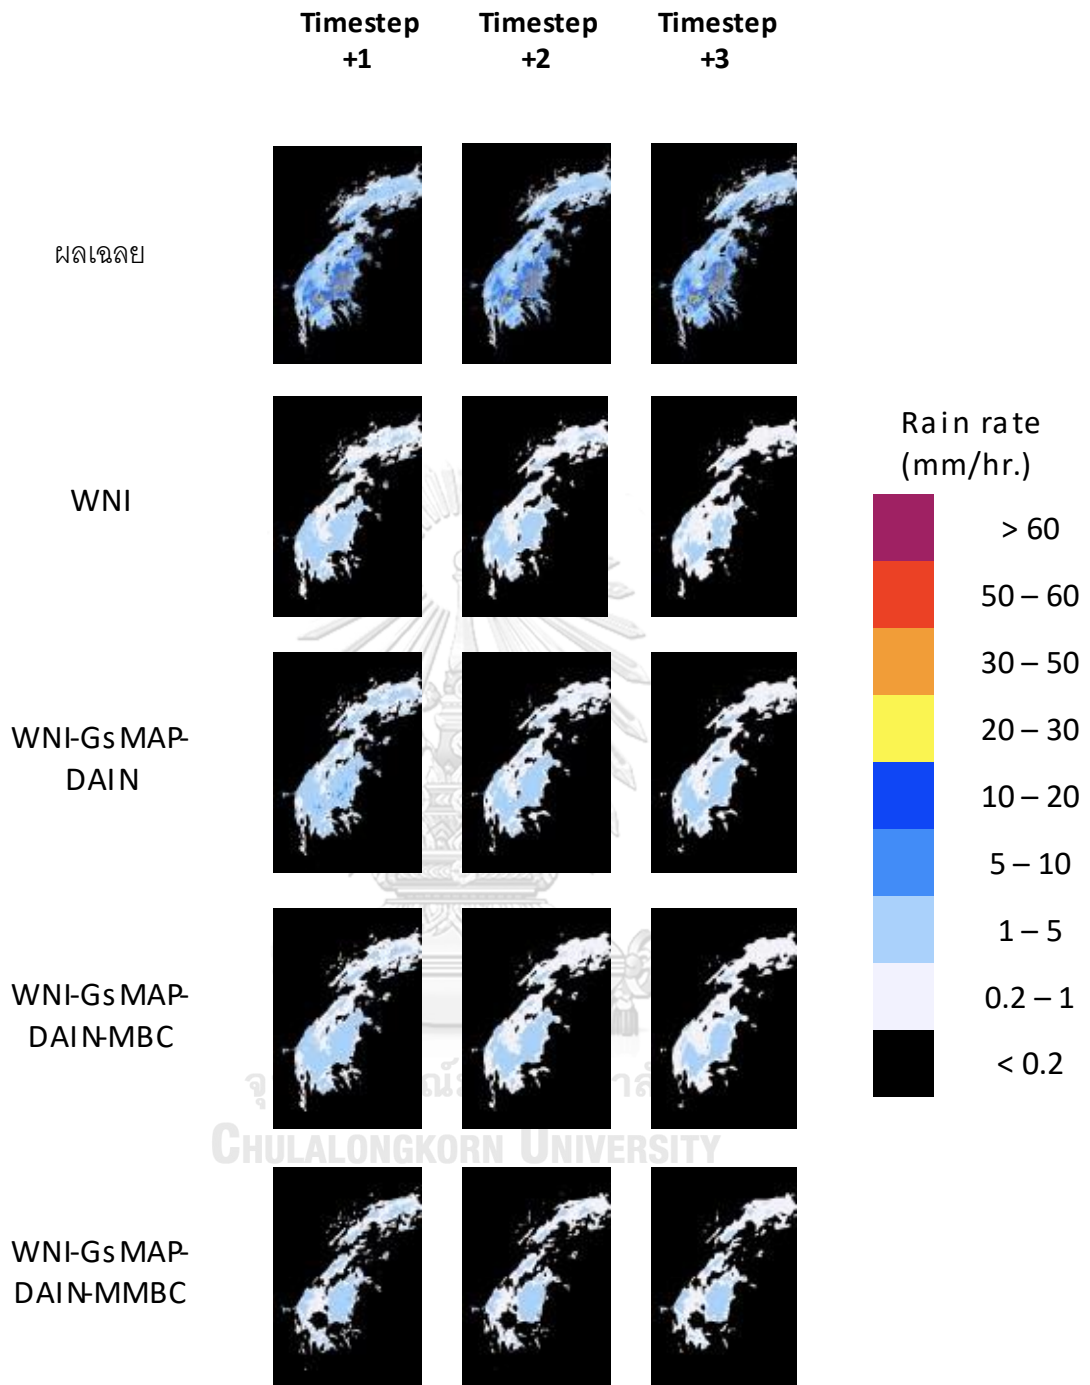 Timestep
+1
Timestep
+2
Timestep
+3
ผลเฉลย
WNI
WNI-GsMAP-
DAIN
WNI-GsMAP-
DAIN-MBC
WNI-GsMAP-
DAIN-MMBC
Rain rate
(mm/hr.)
> 60
50 – 60
30 – 50
20 – 30
10 – 20
5 – 10
1 – 5
0.2 – 1
< 0.2
CHULALONGKORN UNIVERSITY